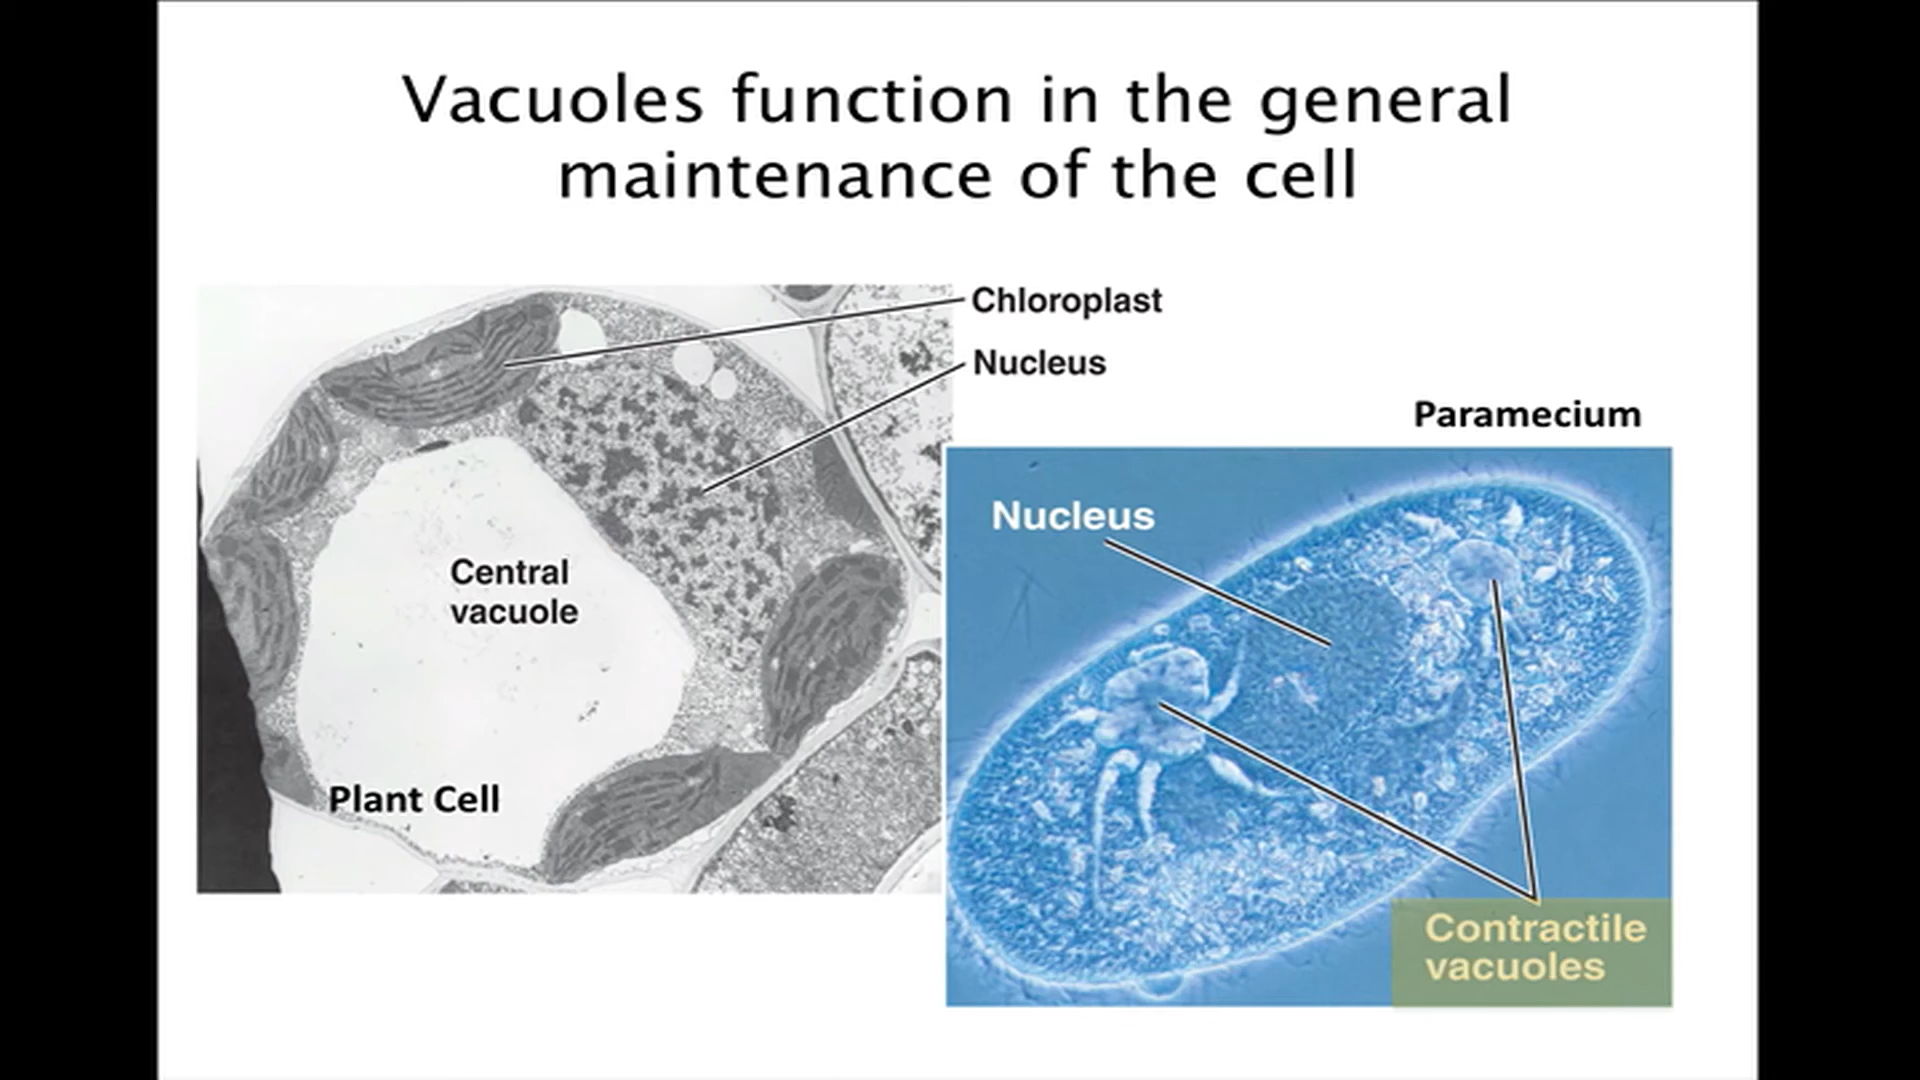 Vacuoles function in the general
maintenance of the cell
Chloroplast
Nucleus
Central
vacuole
Plant Cell
Paramecium
Nucleus
Contractile
vacuoles